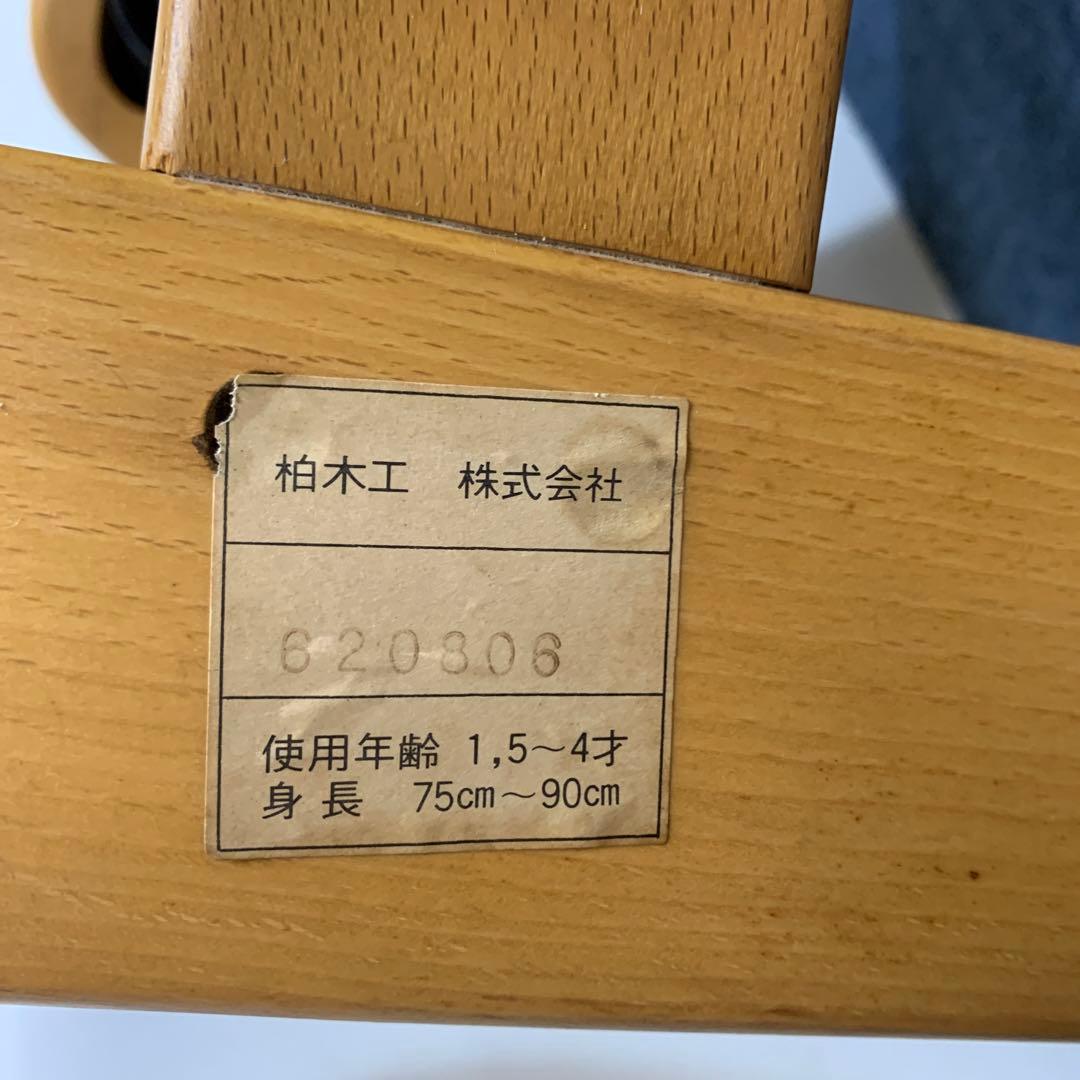 柏木工　株式会社
620806
使用年齢 1,5～4才
身長　75cm～90cm